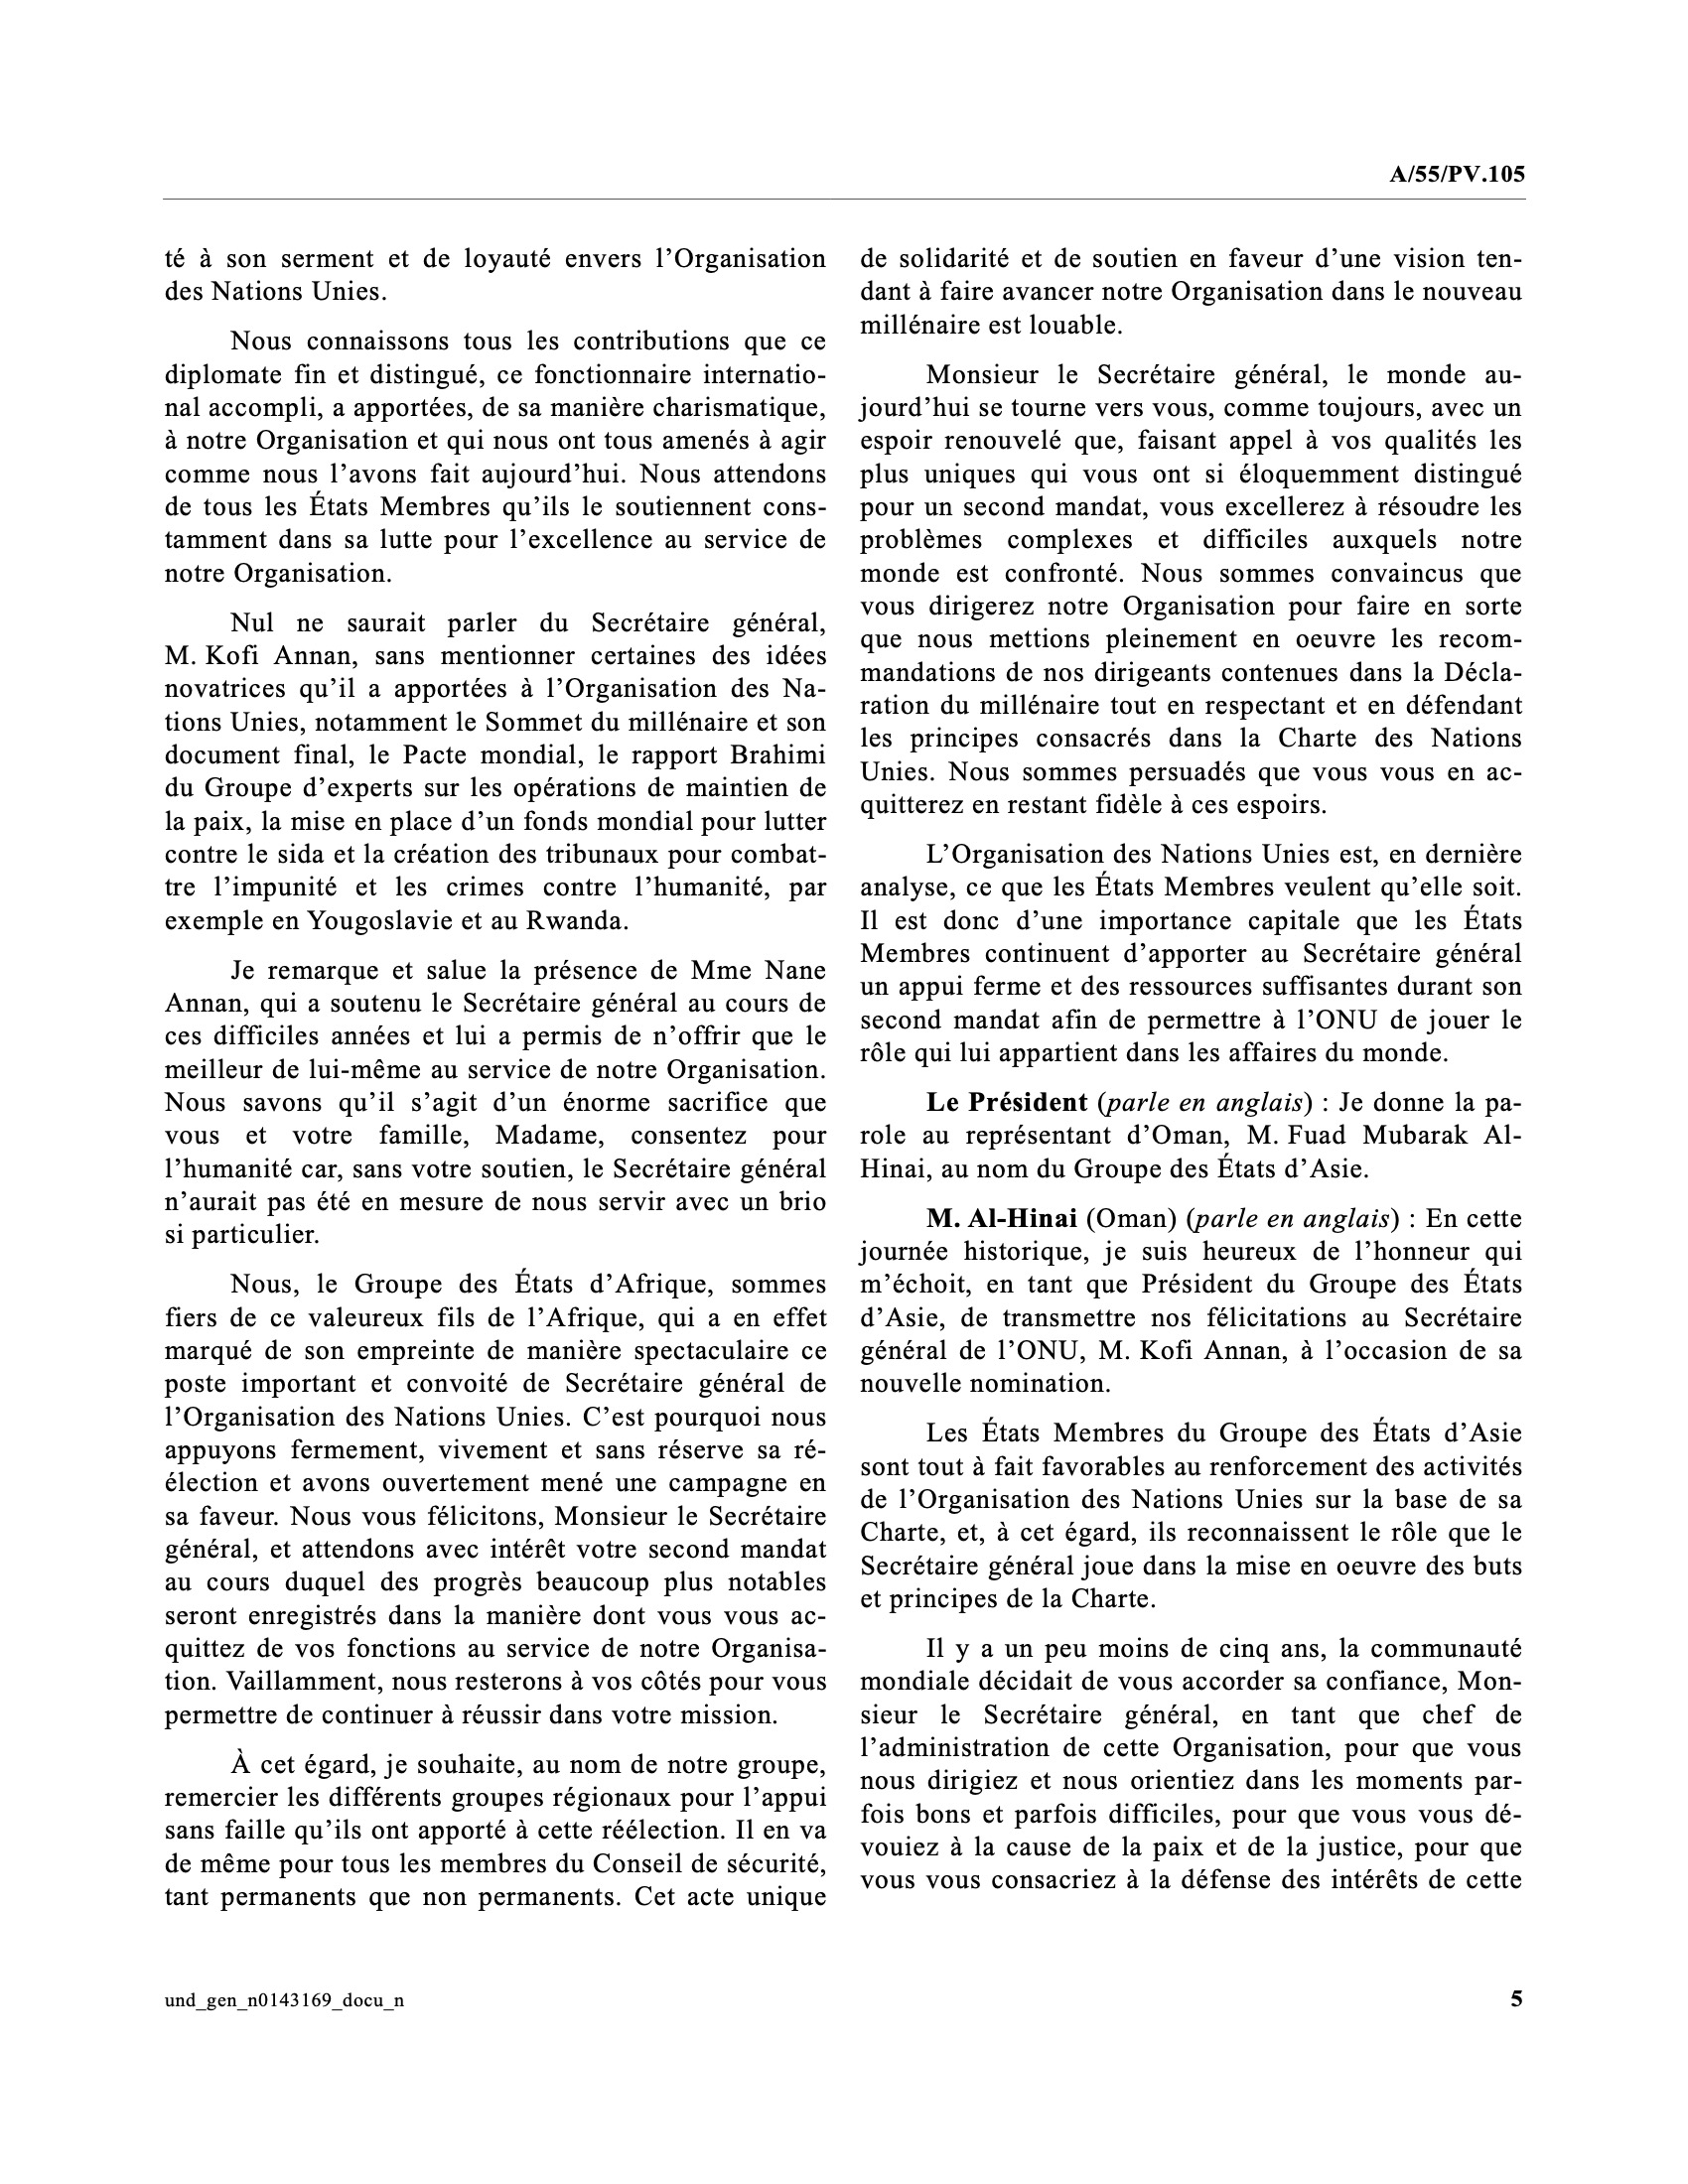 A/55/PV.105
té à son serment et de loyauté envers l’Organisation
des Nations Unies.
Nous connaissons tous les contributions que ce
diplomate fin et distingué, ce fonctionnaire internatio-
nal accompli, a apportées, de sa manière charismatique,
à notre Organisation et qui nous ont tous amenés à agir
comme nous l’avons fait aujourd’hui. Nous attendons
de tous les États Membres qu’ils le soutiennent cons-
tamment dans sa lutte pour l’excellence au service de
notre Organisation.
Nul ne saurait parler du Secrétaire général,
M. Kofi Annan, sans mentionner certaines des idées
novatrices qu’il a apportées à l’Organisation des Na-
tions Unies, notamment le Sommet du millénaire et son
document final, le Pacte mondial, le rapport Brahimi
du Groupe d’experts sur les opérations de maintien de
la paix, la mise en place d’un fonds mondial pour lutter
contre le sida et la création des tribunaux pour combat-
tre l’impunité et les crimes contre l’humanité, par
exemple en Yougoslavie et au Rwanda.
Je remarque et salue la présence de Mme Nane
Annan, qui a soutenu le Secrétaire général au cours de
ces difficiles années et lui a permis de n’offrir que le
meilleur de lui-même au service de notre Organisation.
Nous savons qu’il s’agit d’un énorme sacrifice que
vous et votre famille, Madame, consentez pour
l’humanité car, sans votre soutien, le Secrétaire général
n’aurait pas été en mesure de nous servir avec un brio
si particulier.
Nous, le Groupe des États d’Afrique, sommes
fiers de ce valeureux fils de l’Afrique, qui a en effet
marqué de son empreinte de manière spectaculaire ce
poste important et convoité de Secrétaire général de
l’Organisation des Nations Unies. C’est pourquoi nous
appuyons fermement, vivement et sans réserve sa ré-
élection et avons ouvertement mené une campagne en
sa faveur. Nous vous félicitons, Monsieur le Secrétaire
général, et attendons avec intérêt votre second mandat
au cours duquel des progrès beaucoup plus notables
seront enregistrés dans la manière dont vous vous ac-
quittez de vos fonctions au service de notre Organisa-
tion. Vaillamment, nous resterons à vos côtés pour vous
permettre de continuer à réussir dans votre mission.
À cet égard, je souhaite, au nom de notre groupe,
remercier les différents groupes régionaux pour l’appui
sans faille qu’ils ont apporté à cette réélection. Il en va
de même pour tous les membres du Conseil de sécurité,
tant permanents que non permanents. Cet acte unique
de solidarité et de soutien en faveur d’une vision ten-
dant à faire avancer notre Organisation dans le nouveau
millénaire est louable.
Monsieur le Secrétaire général, le monde au-
jourd’hui se tourne vers vous, comme toujours, avec un
espoir renouvelé que, faisant appel à vos qualités les
plus uniques qui vous ont si éloquemment distingué
pour un second mandat, vous excellerez à résoudre les
problèmes complexes et difficiles auxquels notre
monde est confronté. Nous sommes convaincus que
vous dirigerez notre Organisation pour faire en sorte
que nous mettions pleinement en oeuvre les recom-
mandations de nos dirigeants contenues dans la Décla-
ration du millénaire tout en respectant et en défendant
les principes consacrés dans la Charte des Nations
Unies. Nous sommes persuadés que vous vous en ac-
quitterez en restant fidèle à ces espoirs.
L’Organisation des Nations Unies est, en dernière
analyse, ce que les États Membres veulent qu’elle soit.
Il est donc d’une importance capitale que les États
Membres continuent d’apporter au Secrétaire général
un appui ferme et des ressources suffisantes durant son
second mandat afin de permettre à l’ONU de jouer le
rôle qui lui appartient dans les affaires du monde.
Le Président (parle en anglais) : Je donne la pa-
role au représentant d’Oman, M. Fuad Mubarak Al-
Hinai, au nom du Groupe des États d’Asie.
M. Al-Hinai (Oman) (parle en anglais) : En cette
journée historique, je suis heureux de l’honneur qui
m’échoit, en tant que Président du Groupe des États
d’Asie, de transmettre nos félicitations au Secrétaire
général de l’ONU, M. Kofi Annan, à l’occasion de sa
nouvelle nomination.
Les États Membres du Groupe des États d’Asie
sont tout à fait favorables au renforcement des activités
de l’Organisation des Nations Unies sur la base de sa
Charte, et, à cet égard, ils reconnaissent le rôle que le
Secrétaire général joue dans la mise en oeuvre des buts
et principes de la Charte.
Il y a un peu moins de cinq ans, la communauté
mondiale décidait de vous accorder sa confiance, Mon-
sieur le Secrétaire général, en tant que chef de
l’administration de cette Organisation, pour que vous
nous dirigiez et nous orientiez dans les moments par-
fois bons et parfois difficiles, pour que vous vous dé-
vouiez à la cause de la paix et de la justice, pour que
vous vous consacriez à la défense des intérêts de cette
und_gen_n0143169_docu_n
5